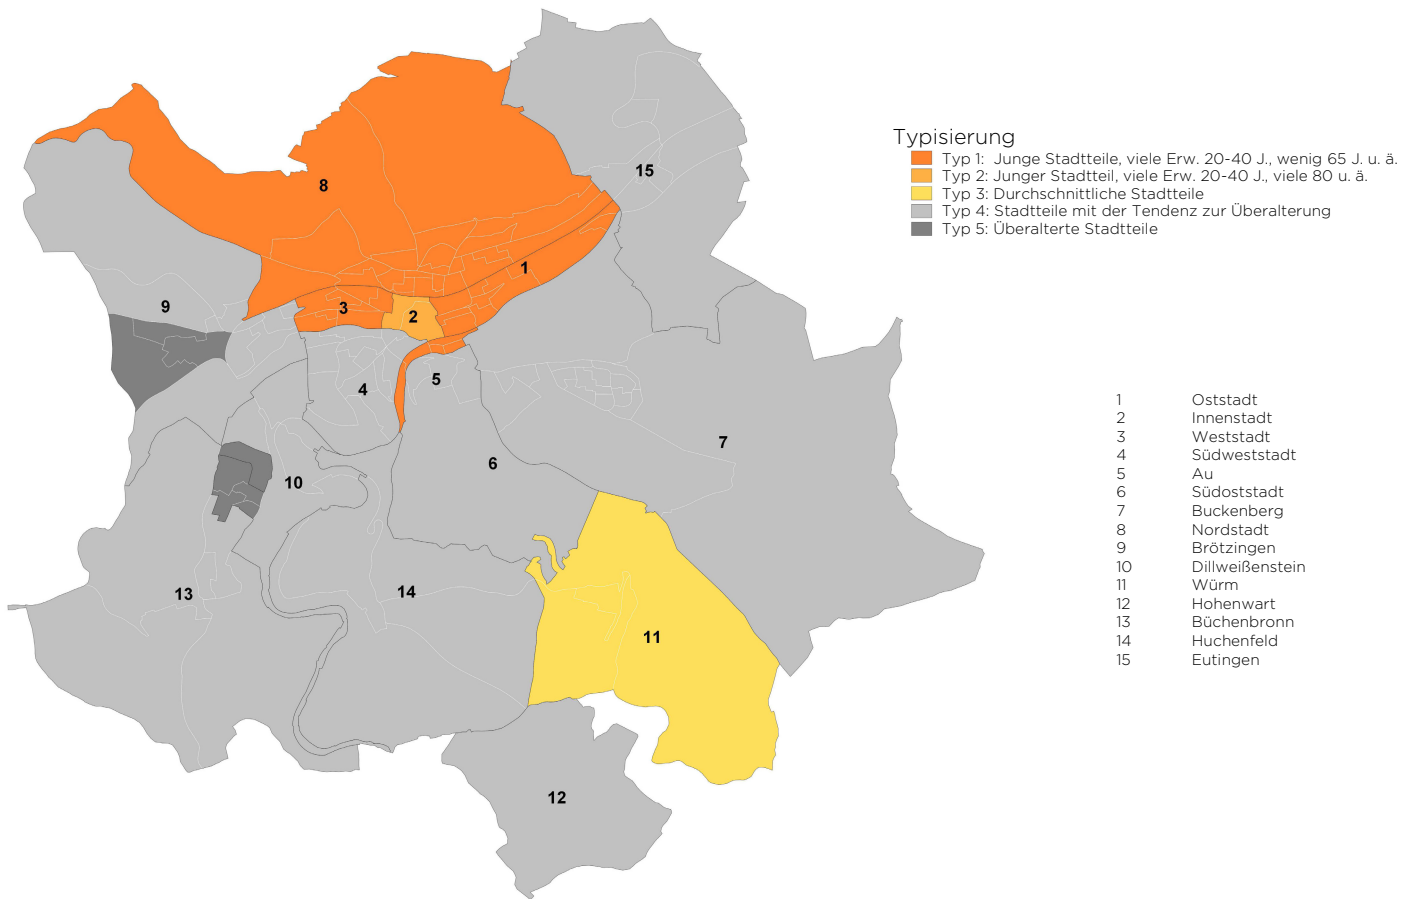 Typisierung
Typ 1: Junge Stadtteile, viele Erw. 20-40 J., wenig 65 J. u. ä.
Typ 2: Junger Stadtteil, viele Erw. 20-40 J., viele 80 u. ä.
Typ 3: Durchschnittliche Stadtteile
Typ 4: Stadtteile mit der Tendenz zur Überalterung
Typ 5: Überalterte Stadtteile
15
8
1
9
3
2
5
4
7
6
10
14
13
11
12
1 Oststadt
2 Innenstadt
3 Weststadt
4 Südweststadt
5 Au
6 Südoststadt
7 Buckenberg
8 Nordstadt
9 Brötzingen
10 Dillweißenstein
11 Würm
12 Hohenwart
13 Büchenbronn
14 Huchenfeld
15 Eutingen